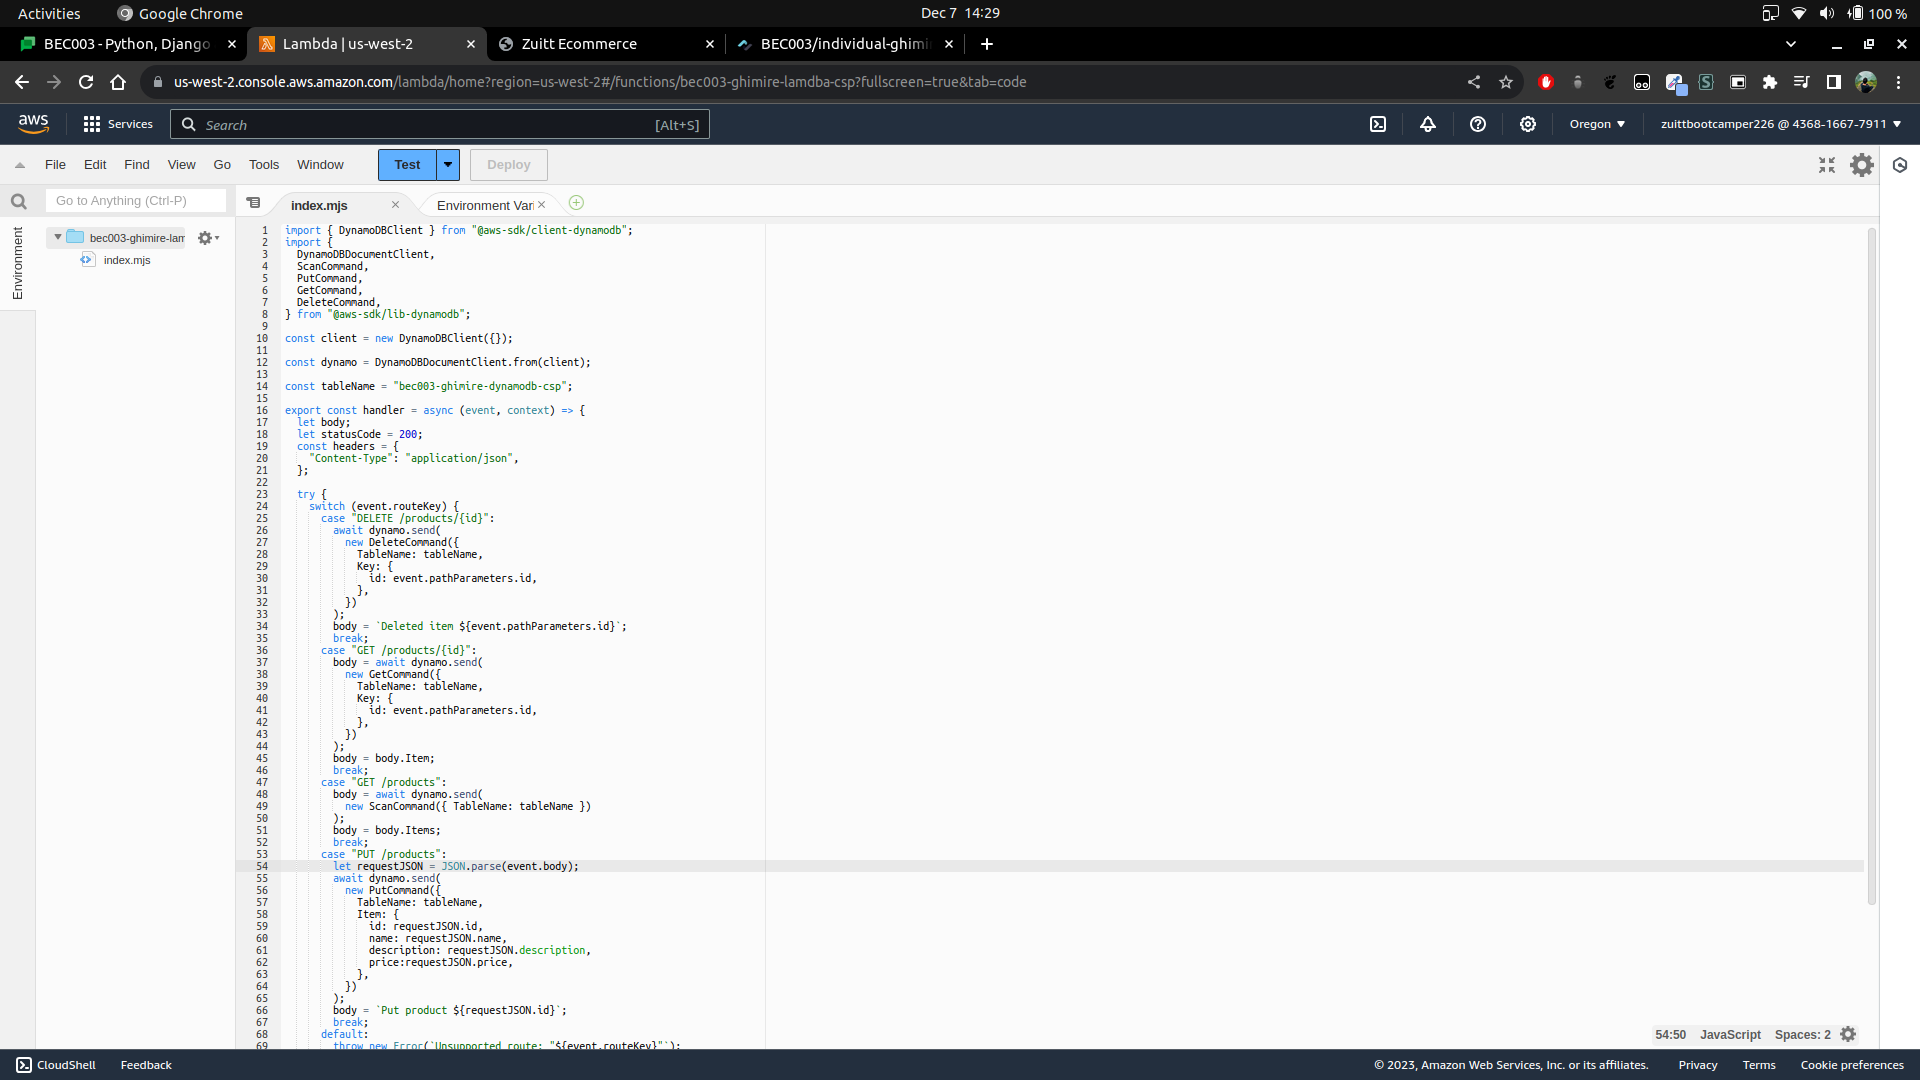 Activities
Google Chrome
Dec 7 14:29
100 %
BEC003 - Python, Django
Lambda | us-west-2
Zuitt Ecommerce
BEC003/individual-ghimi
us-west-2.console.aws.amazon.com/lambda/home?region=us-west-2#/functions/bec003-ghimire-lamdba-csp?fullscreen=true&tab=code
aws
Services
Search
[Alt+S]
Oregon
zuittbootcamper226 @ 4368-1667-7911
File Edit Find View Go Tools Window
Test
Deploy
Go to Anything (Ctrl-P)
index.mjs
Environment Var
Environment
bec003-ghimire-lam
index.mjs
1 import { DynamoDBClient } from "@aws-sdk/client-dynamodb";
2 import {
3 DynamoDBDocumentClient,
4 ScanCommand,
5 PutCommand,
6 GetCommand,
7 DeleteCommand,
8 } from "@aws-sdk/lib-dynamodb";
9
10 const client = new DynamoDBClient({});
11
12 const dynamo = DynamoDBDocumentClient.from(client);
13
14 const tableName = "bec003-ghimire-dynamodb-csp";
15
16 export const handler = async (event, context) => {
17 let body;
18 let statusCode = 200;
19 const headers = {
20 "Content-Type": "application/json",
21 };
22
23 try {
24 switch (event.routeKey) {
25 case "DELETE /products/{id}":
26 await dynamo.send(
27 new DeleteCommand({
28 TableName: tableName,
29 Key: {
30 id: event.pathParameters.id,
31 },
32 })
33 );
34 body = `Deleted item ${event.pathParameters.id}`;
35 break;
36 case "GET /products/{id}":
37 body = await dynamo.send(
38 new GetCommand({
39 TableName: tableName,
40 Key: {
41 id: event.pathParameters.id,
42 },
43 })
44 );
45 body = body.Item;
46 break;
47 case "GET /products":
48 body = await dynamo.send(
49 new ScanCommand({ TableName: tableName })
50 );
51 body = body.Items;
52 break;
53 case "PUT /products":
54 let requestJSON = JSON.parse(event.body);
55 await dynamo.send(
56 new PutCommand({
57 TableName: tableName,
58 Item: {
59 id: requestJSON.id,
60 name: requestJSON.name,
61 description: requestJSON.description,
62 price:requestJSON.price,
63 },
64 })
65 );
66 body = `Put product ${requestJSON.id}`;
67 break;
68 default:
69 throw new Error(`Unsupported route: "${event.routeKey}"`);
54:50 JavaScript Spaces: 2
CloudShell
Feedback
© 2023, Amazon Web Services, Inc. or its affiliates.
Privacy
Terms
Cookie preferences